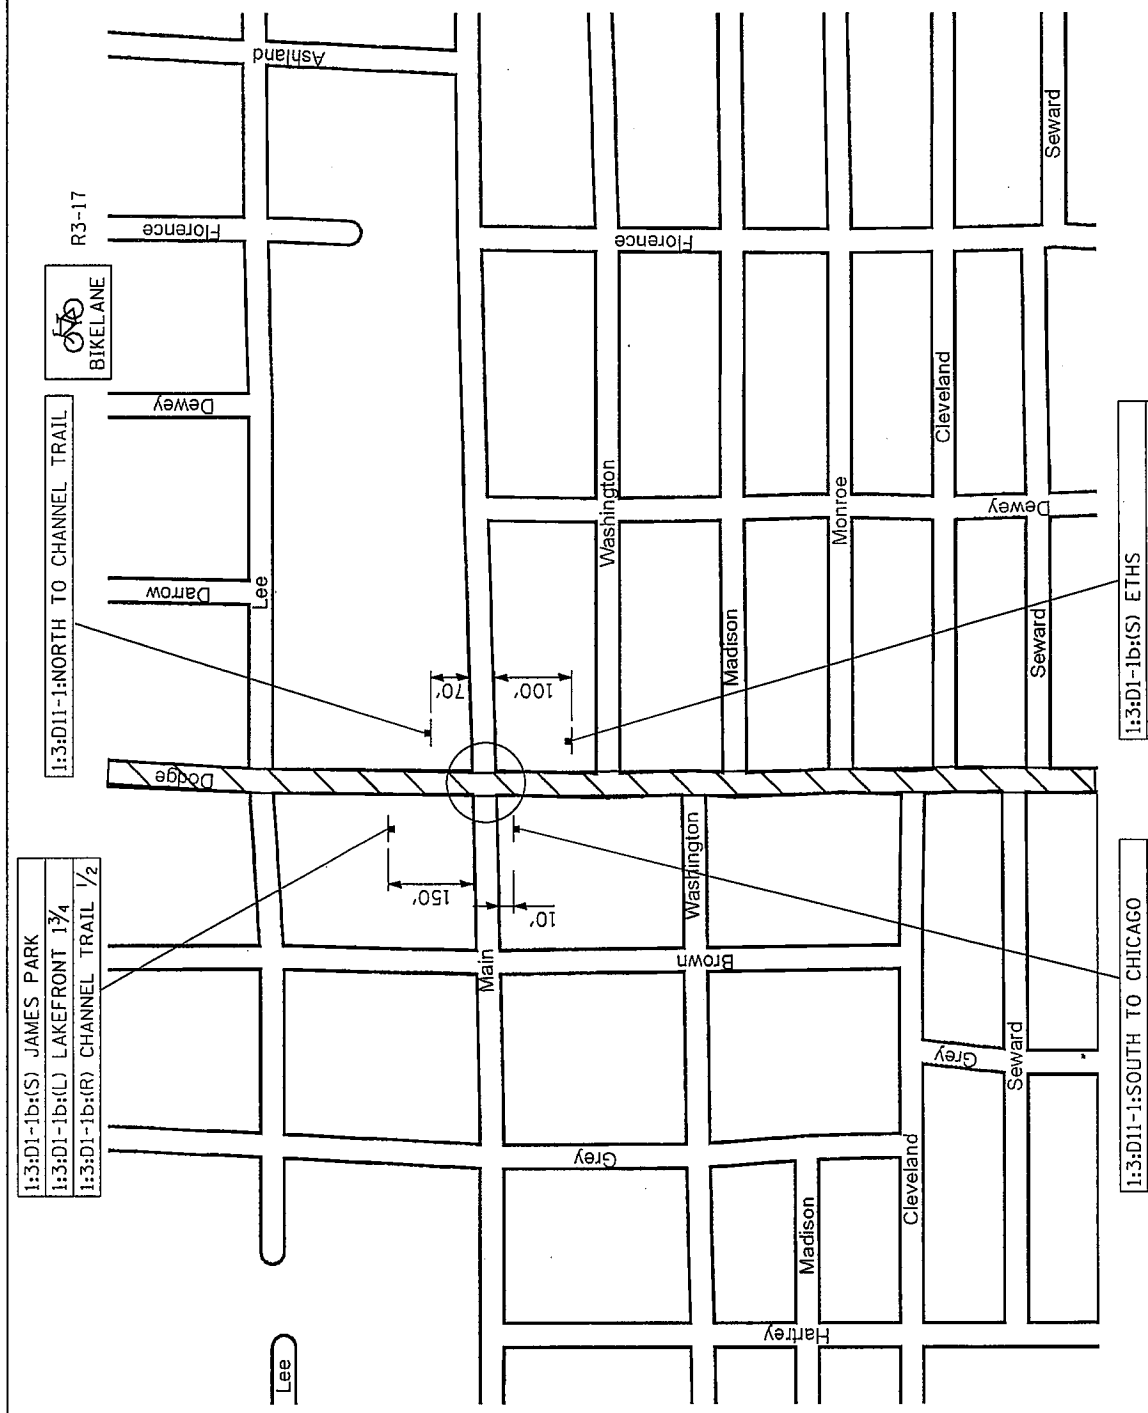 1:3:D1-1b:(S) JAMES PARK
1:3:D1-1b:(L) LAKEFRONT 1¾
1:3:D1-1b:(R) CHANNEL TRAIL ½
1:3:D11-1:NORTH TO CHANNEL TRAIL
BIKELANE
R3-17
Lee
Dodge
Darrow
Lee
Dewey
Florence
Ashland
150'
70'
Main
10'
100'
Grey
Brown
Washington
Washington
Florence
Hartrey
Madison
Madison
Monroe
Cleveland
Cleveland
Grey
Seward
Seward
Dewey
Seward
1:3:D11-1:SOUTH TO CHICAGO
1:3:D1-1b:(S) ETHS